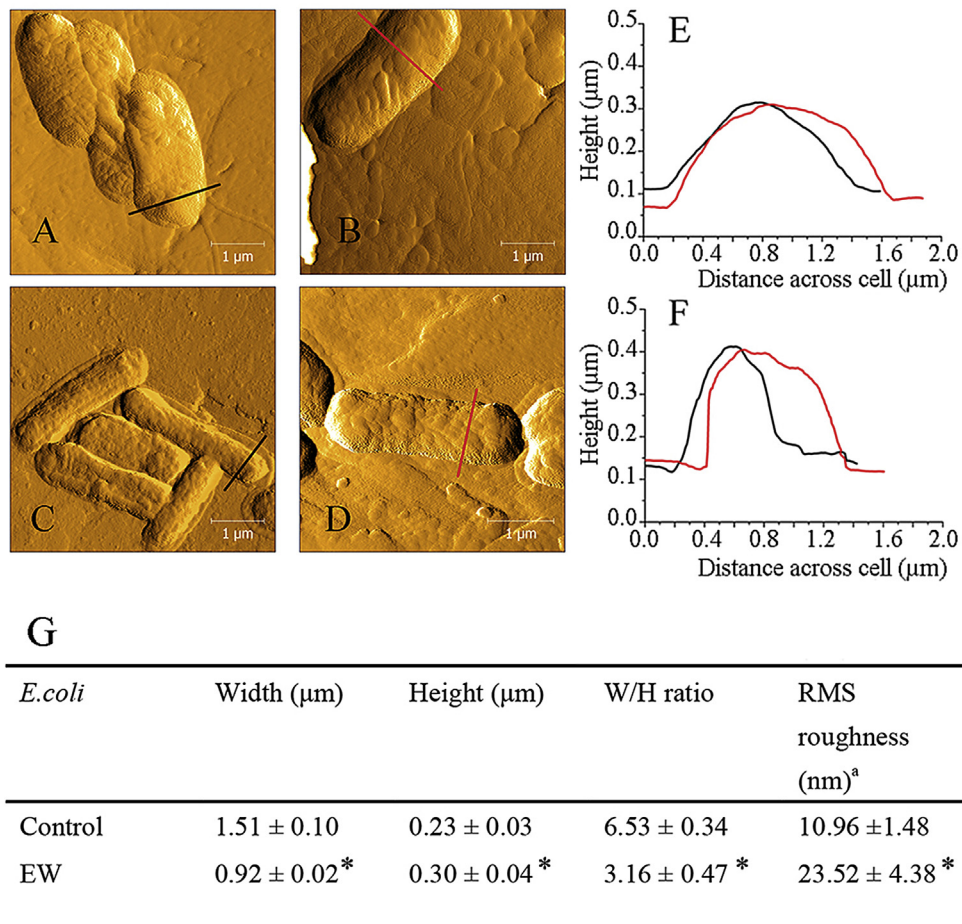 A
1 µm
B
1 µm
E
Height (µm)
0.5
0.4
0.3
0.2
0.1
0.0
0.0 0.4 0.8 1.2 1.6 2.0
Distance across cell (µm)
C
1 µm
D
1 µm
F
Height (µm)
0.5
0.4
0.3
0.2
0.1
0.0
0.0 0.4 0.8 1.2 1.6 2.0
Distance across cell (µm)
G
E.coli Width (µm) Height (µm) W/H ratio RMS
roughness
(nm)ᵃ
Control 1.51 ± 0.10 0.23 ± 0.03 6.53 ± 0.34 10.96 ±1.48
EW 0.92 ± 0.02* 0.30 ± 0.04* 3.16 ± 0.47* 23.52 ± 4.38*